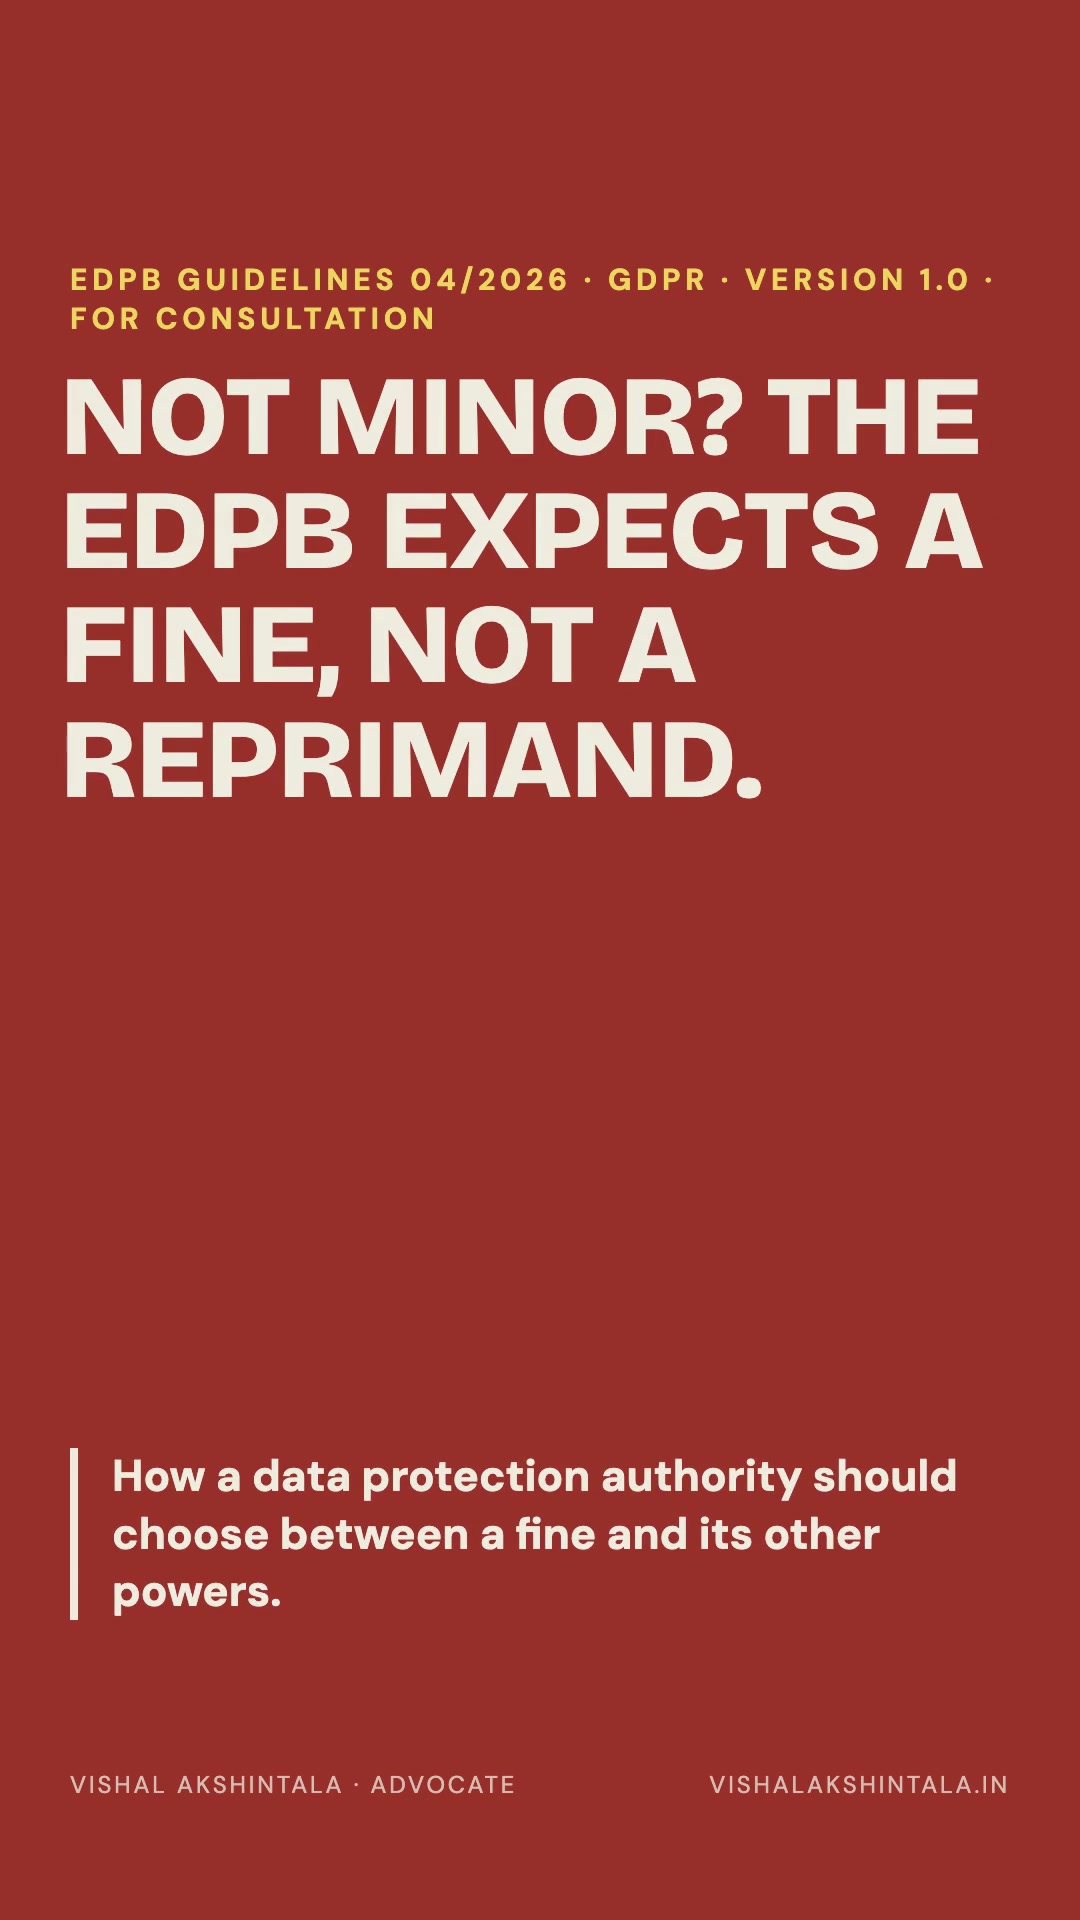 EDPB GUIDELINES 04/2026 · GDPR · VERSION 1.0 ·
FOR CONSULTATION
NOT MINOR? THE
EDPB EXPECTS A
FINE, NOT A
REPRIMAND.
How a data protection authority should
choose between a fine and its other
powers.
VISHAL AKSHINTALA · ADVOCATE
VISHALAKSHINTALA.IN